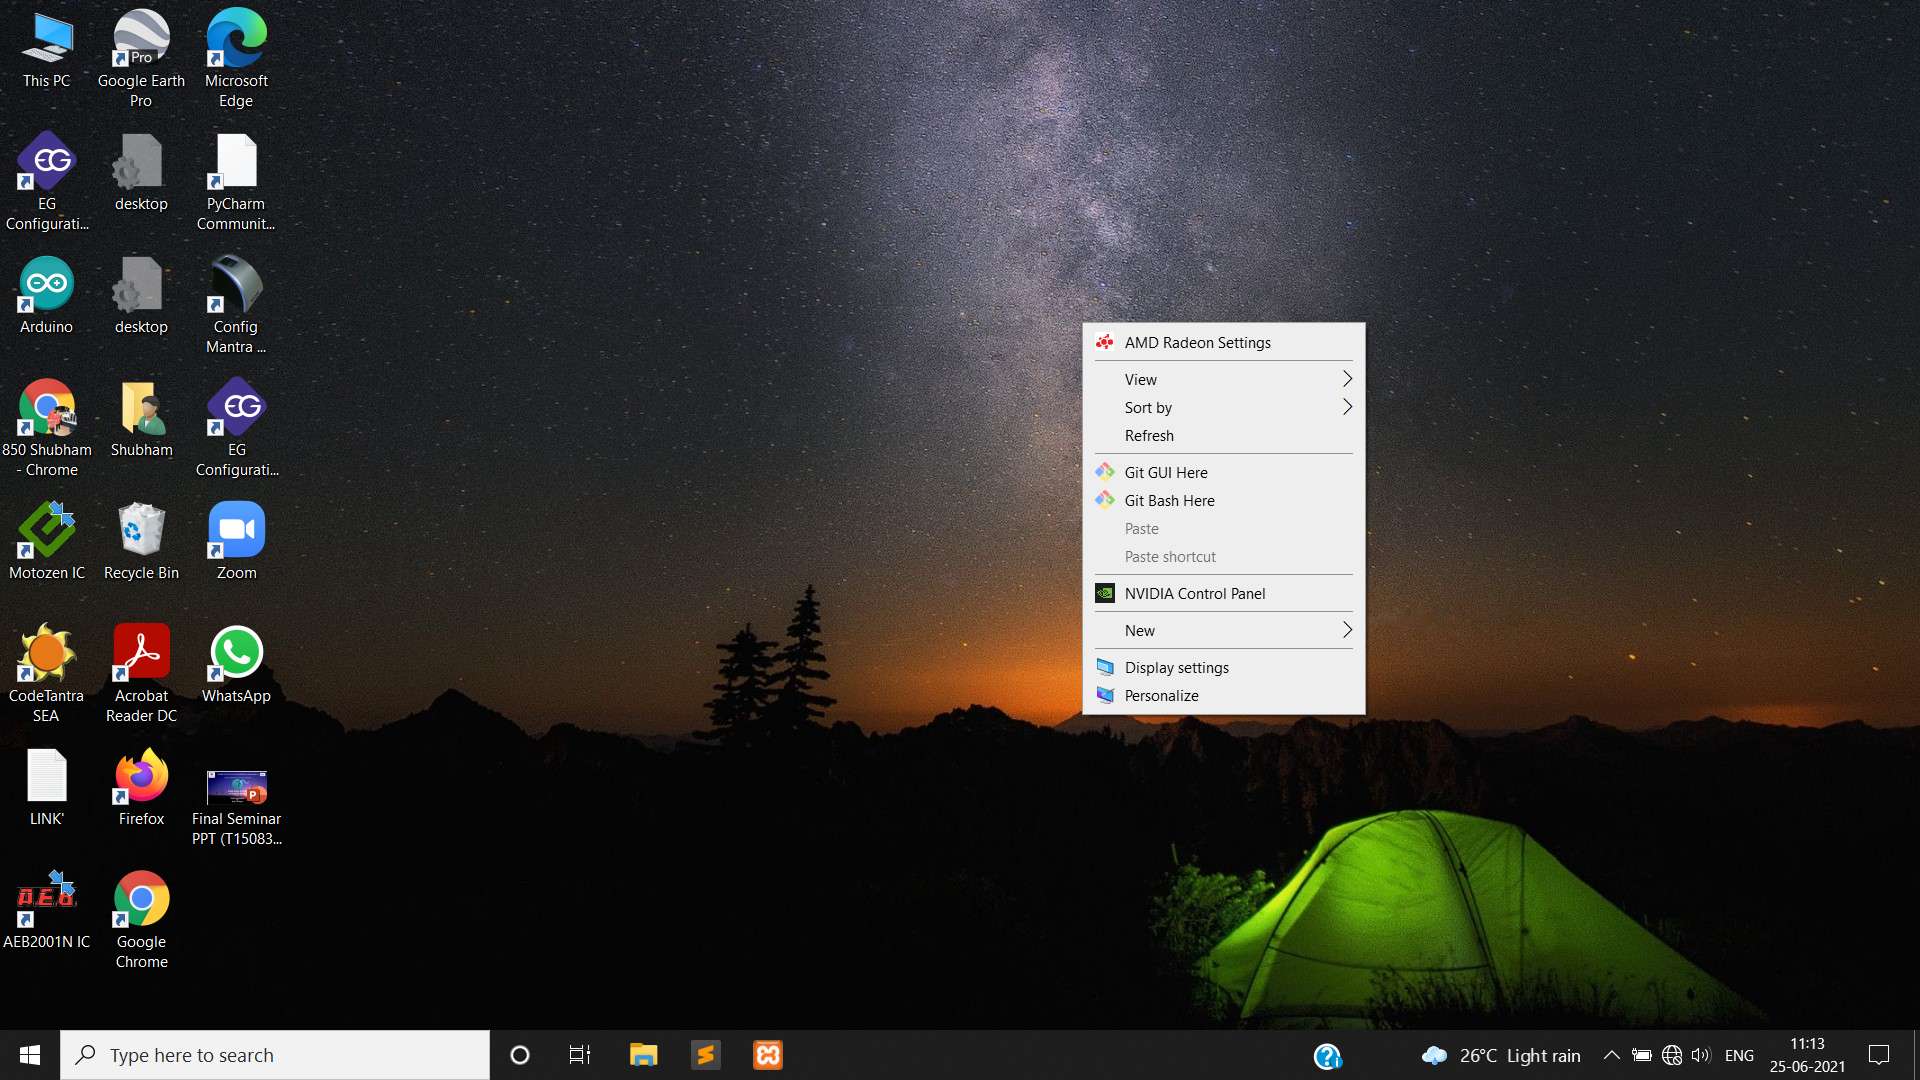 This PC
Pro
Google Earth
Pro
Microsoft
Edge
EG
EG
Configurati...
desktop
PyCharm
Communit...
Arduino
desktop
Config
Mantra ...
850 Shubham
- Chrome
Shubham
EG
EG
Configurati...
Motozen IC
Recycle Bin
Zoom
CodeTantra
SEA
Acrobat
Reader DC
WhatsApp
LINK'
Firefox
P
Final Seminar
PPT (T15083...
A.E.B.
AEB2001N IC
Google
Chrome
AMD Radeon Settings
View
Sort by
Refresh
Git GUI Here
Git Bash Here
Paste
Paste shortcut
NVIDIA Control Panel
New
Display settings
Personalize
Type here to search
26°C Light rain
ENG
11:13
25-06-2021